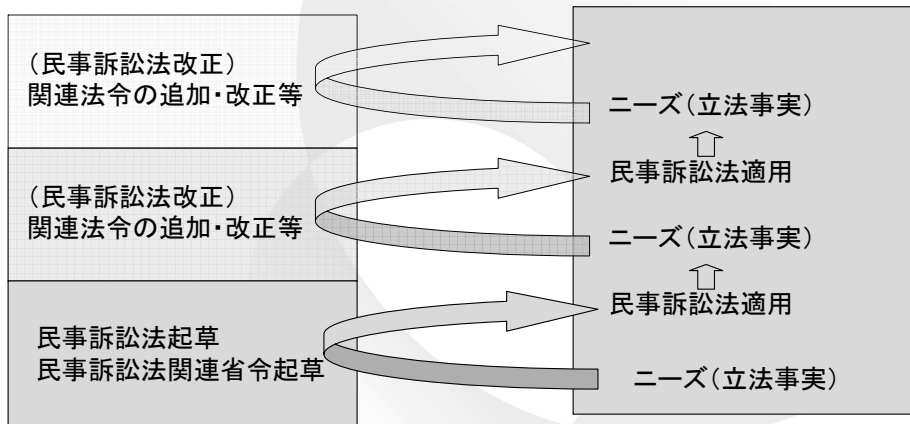 （民事訴訟法改正）
関連法令の追加・改正等
（民事訴訟法改正）
関連法令の追加・改正等
民事訴訟法起草
民事訴訟法関連省令起草
ニーズ（立法事実）
民事訴訟法適用
ニーズ（立法事実）
民事訴訟法適用
ニーズ（立法事実）